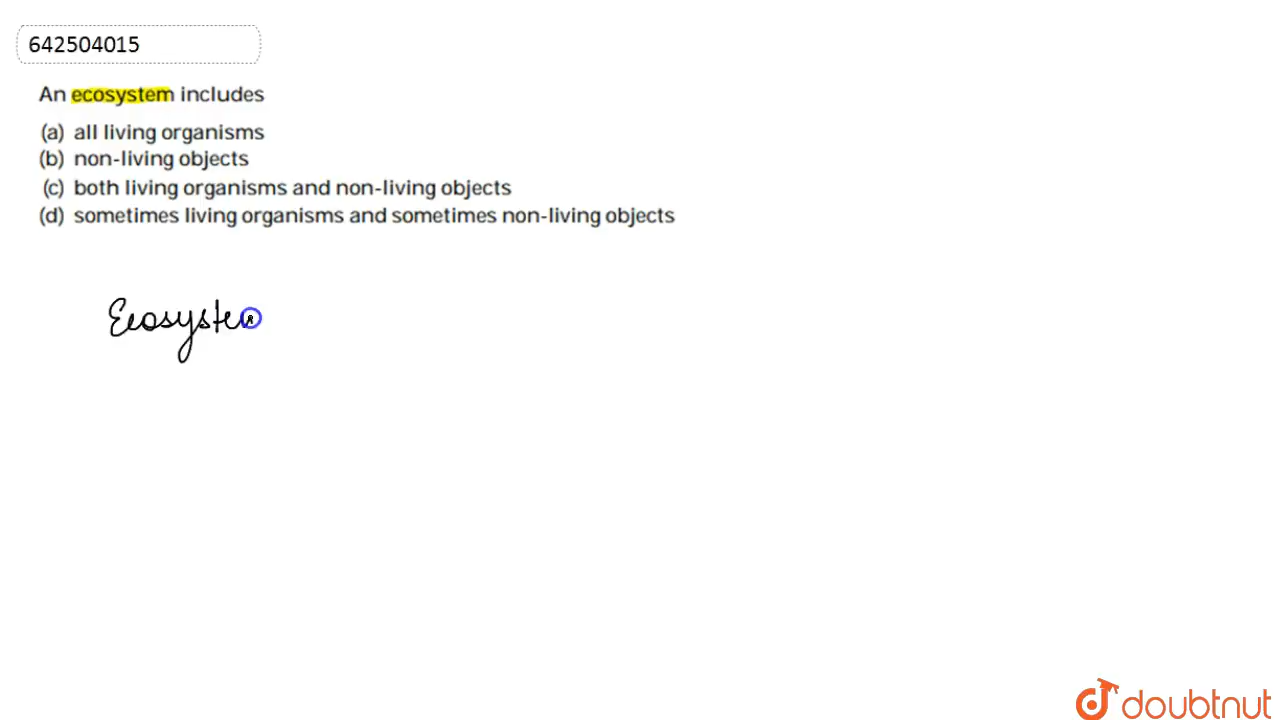 642504015
An ecosystem includes
(a) all living organisms
(b) non-living objects
(c) both living organisms and non-living objects
(d) sometimes living organisms and sometimes non-living objects
Ecosystem
doubtnut